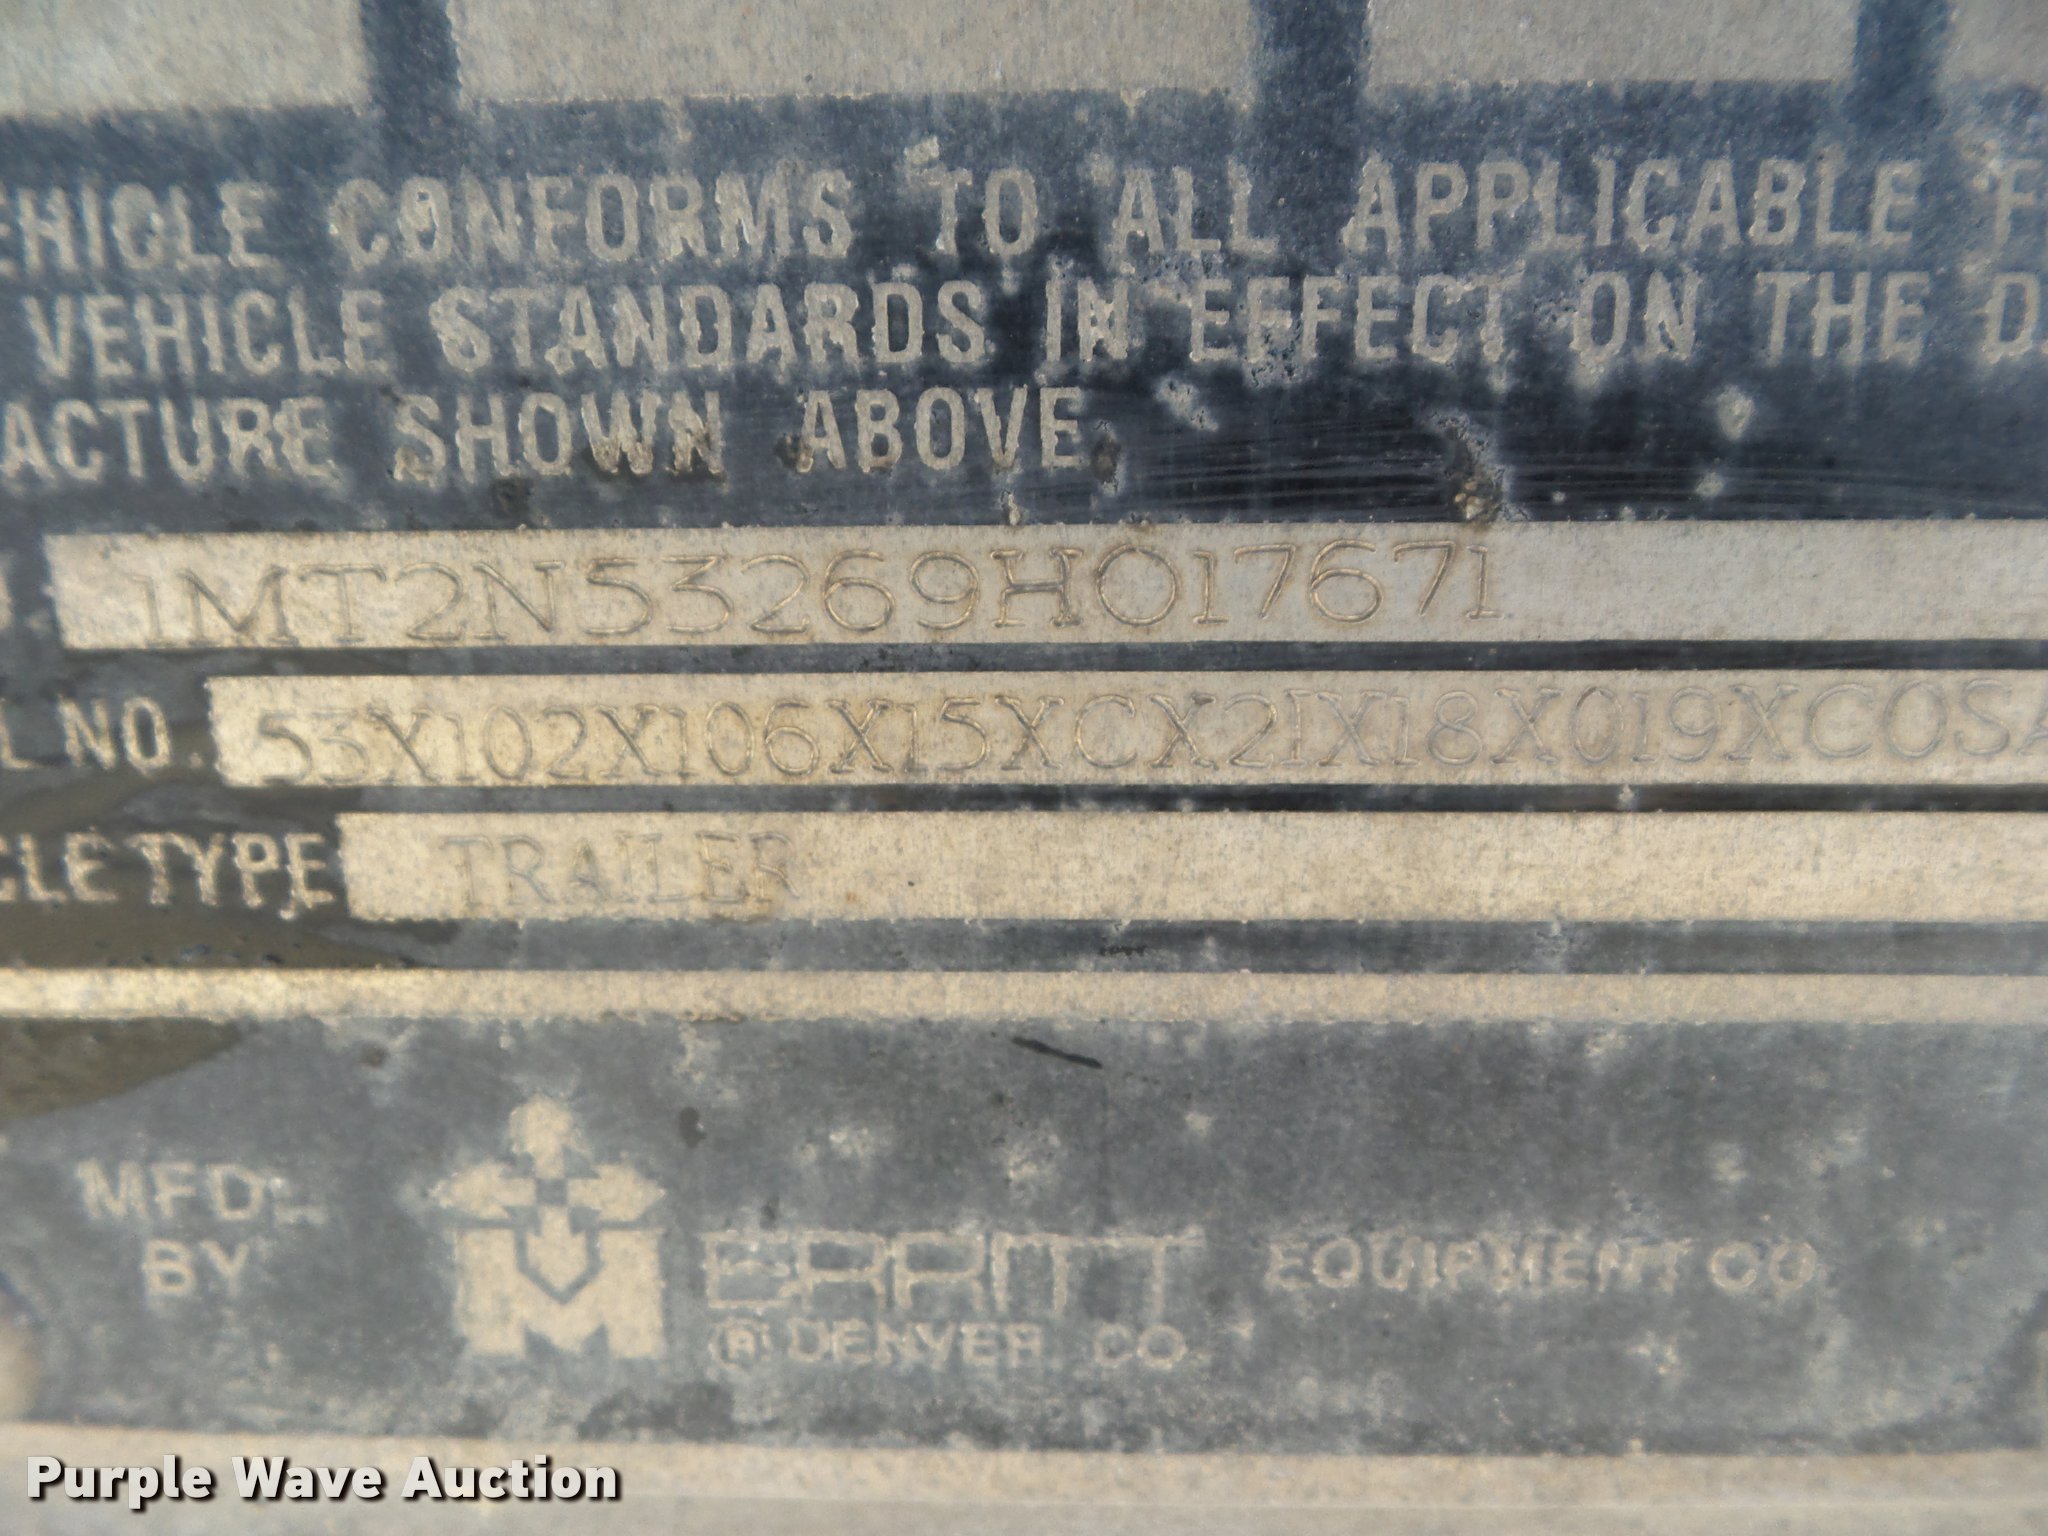 EHICLE CONFORMS TO ALL APPLICABLE F
VEHICLE STANDARDS IN EFFECT ON THE D
ACTURE SHOWN ABOVE.
1MT2N53269H017671
L NO. 53X102X106X15XCX21X18X019XCOSA
CLE TYPE TRAILER
MFD.
BY
M
EQUIPMENT CO.
® DENVER, CO.
Purple Wave Auction